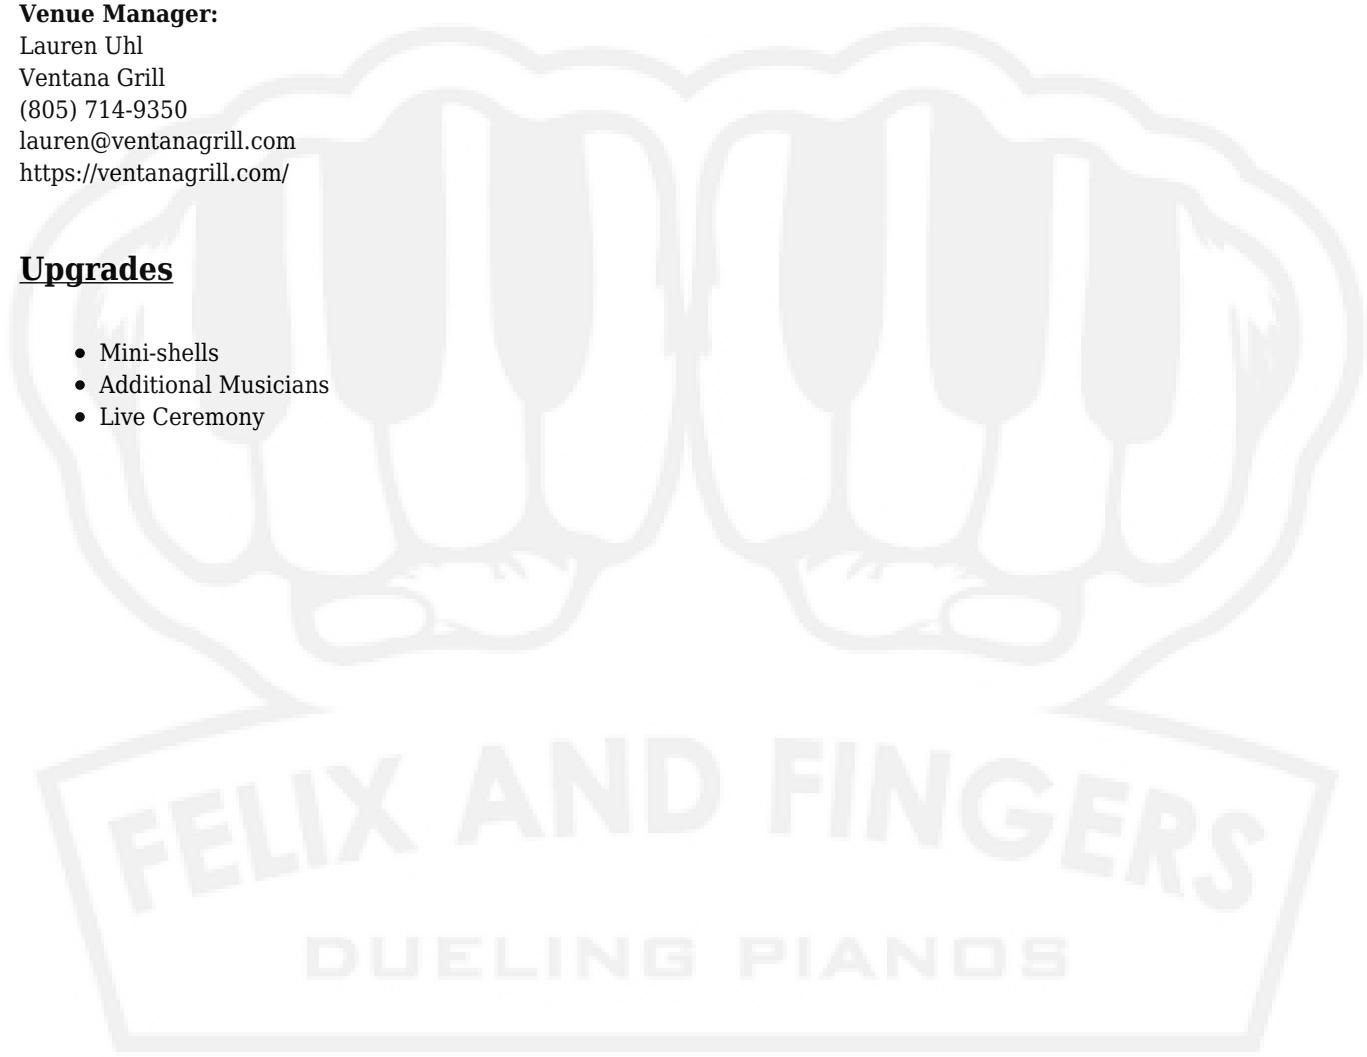 Venue Manager:
Lauren Uhl
Ventana Grill
(805) 714-9350
lauren@ventanagrill.com
https://ventanagrill.com/
Upgrades
Mini-shells
Additional Musicians
Live Ceremony
FELIX AND FINGERS
DUELING PIANOS